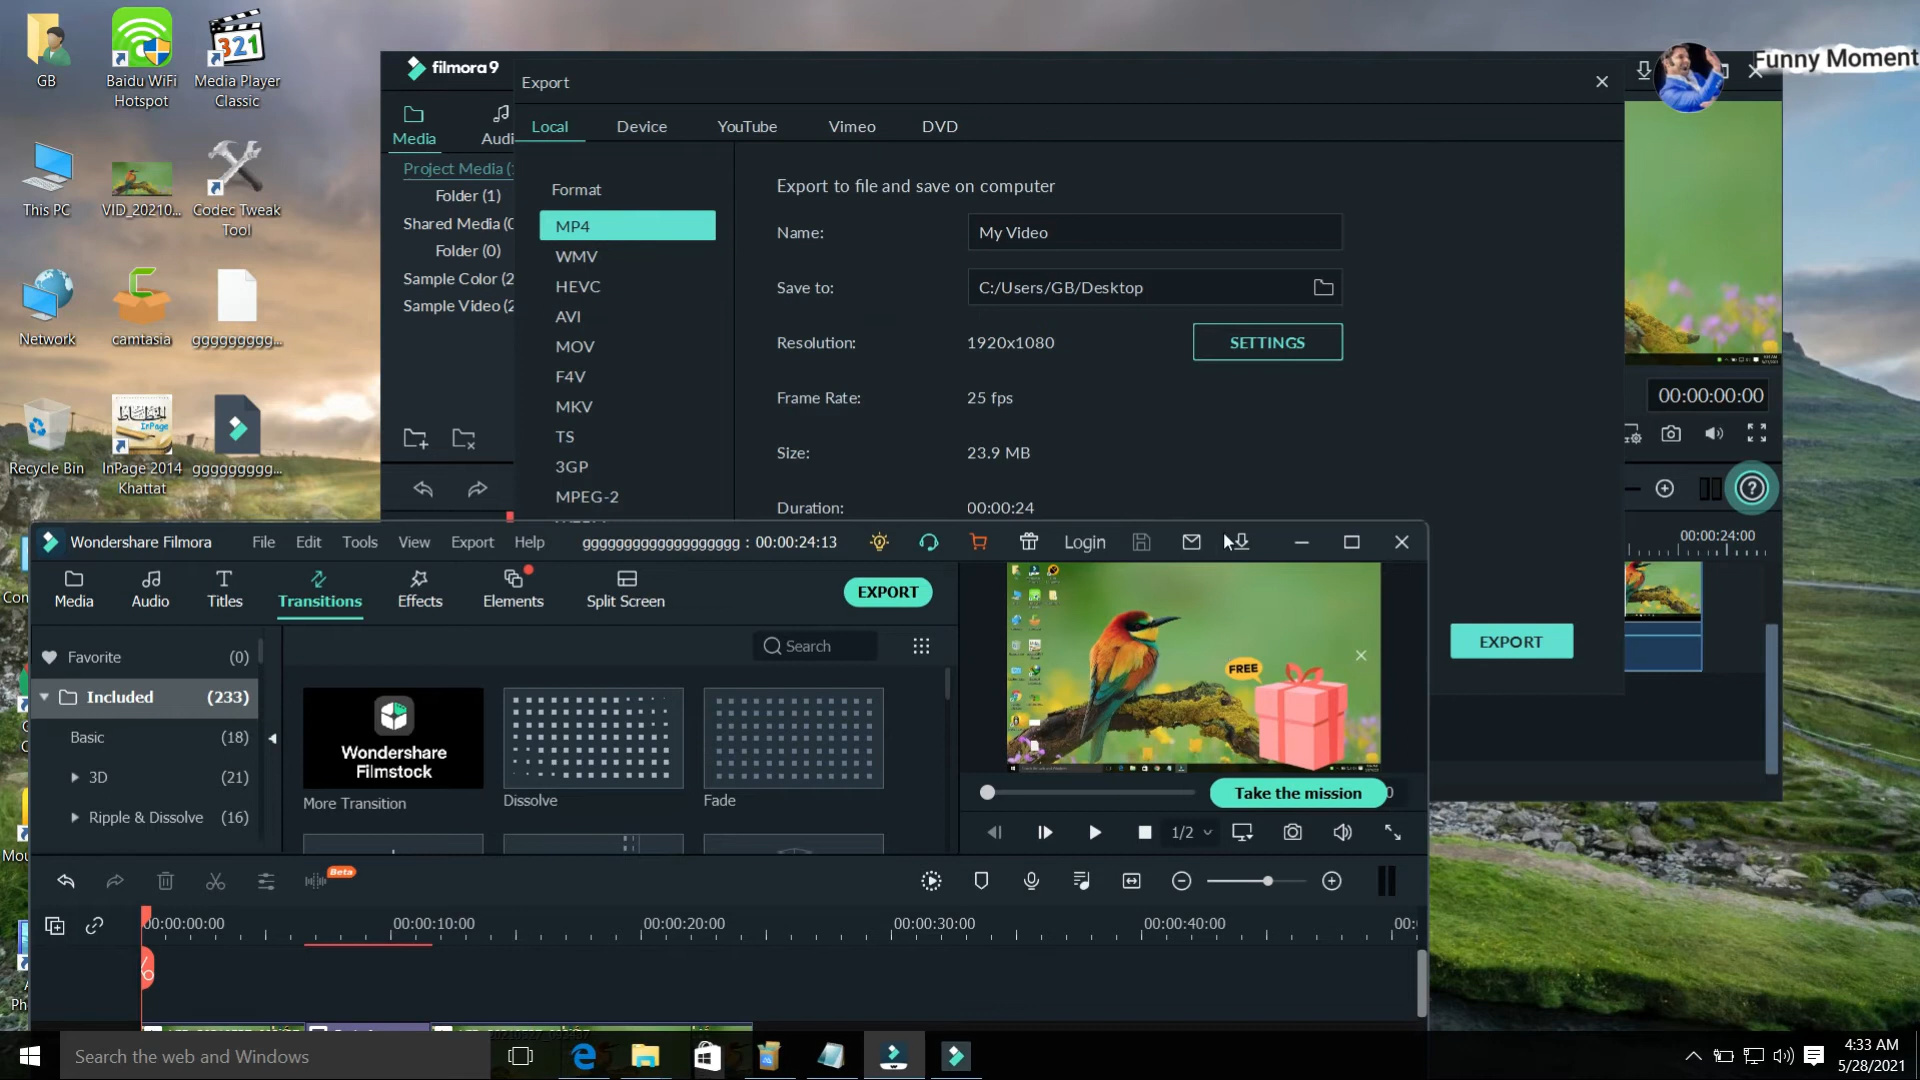 GB
Baidu WiFi
Hotspot
321
Media Player
Classic
This PC
VID_20210...
Codec Tweak
Tool
Network
camtasia
ggggggggg...
Recycle Bin
InPage 2014
Khattat
ggggggggg...
filmora9
Media
Audi
Project Media (
Folder (1)
Shared Media (0
Folder (0)
Sample Color (2
Sample Video (2
Export
Local Device YouTube Vimeo DVD
Format
MP4
WMV
HEVC
AVI
MOV
F4V
MKV
TS
3GP
MPEG-2
Export to file and save on computer
Name: My Video
Save to: C:/Users/GB/Desktop
Resolution: 1920x1080 SETTINGS
Frame Rate: 25 fps
Size: 23.9 MB
Duration: 00:00:24
EXPORT
Funny Moment
00:00:00:00
00:00:24:00
Wondershare Filmora File Edit Tools View Export Help ggggggggggggggggggg : 00:00:24:13 Login
Media Audio Titles Transitions Effects Elements Split Screen EXPORT
Favorite (0)
Included (233)
Basic (18)
3D (21)
Ripple & Dissolve (16)
Search
Wondershare
Filmstock
More Transition
Dissolve
Fade
FREE
Take the mission
1/2
Beta
00:00:00:00 00:00:10:00 00:00:20:00 00:00:30:00 00:00:40:00 00:
Search the web and Windows
4:33 AM
5/28/2021